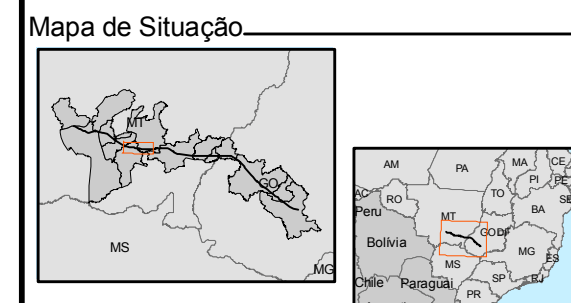 Mapa de Situação
MT
GO
MS
MG
AM
PA
MA
CE
PI
PE
AC
RO
TO
SE
BA
Peru
MT
GO
DF
Bolívia
MG
MS
ES
Chile
Paraguai
SP
RJ
PR